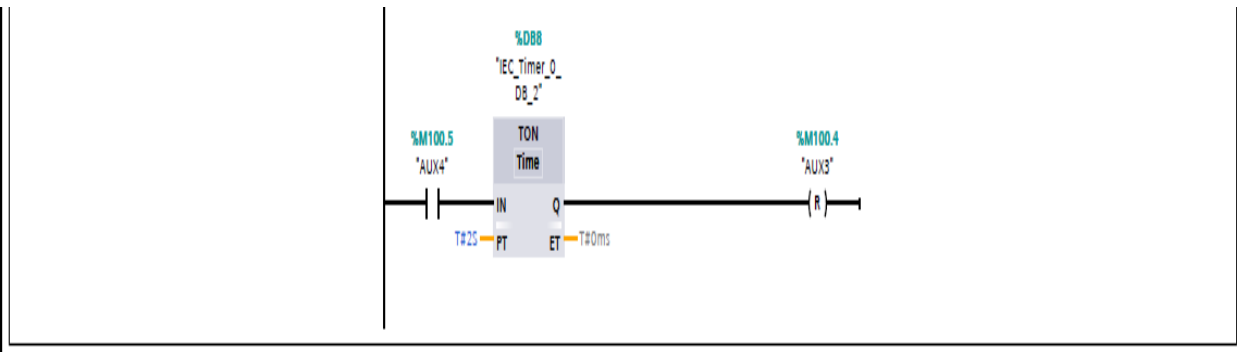 %DB8
"IEC_Timer_0_
DB_2"
%M100.5
"AUX4"
TON
Time
%M100.4
"AUX3"
IN
Q
R
T#2S
PT
ET
T#0ms